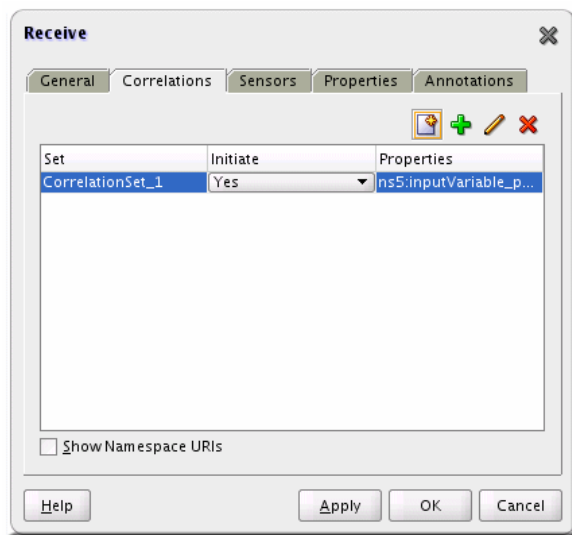 Receive
General Correlations Sensors Properties Annotations
Set Initiate Properties
CorrelationSet_1 Yes ns5:inputVariable_p...
Show Namespace URIs
Help Apply OK Cancel